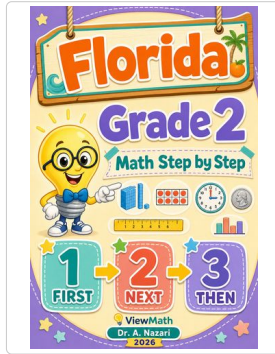 Florida
Grade 2
Math Step by Step
1 2 3
FIRST NEXT THEN
ViewMath
Dr. A. Nazari
2026